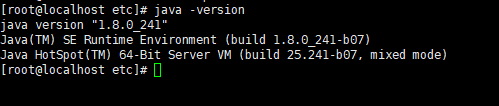 [root@localhost etc]# java -version
java version "1.8.0_241"
Java(TM) SE Runtime Environment (build 1.8.0_241-b07)
Java HotSpot(TM) 64-Bit Server VM (build 25.241-b07, mixed mode)
[root@localhost etc]#